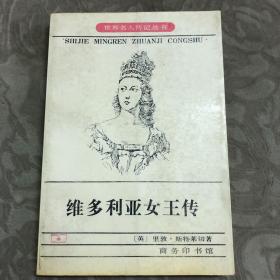 世界名人传记丛书
SHIJIE MINGREN ZHUANJI CONGSHU
维多利亚女王传
〔英〕里敦·斯特莱切著
商务印书馆